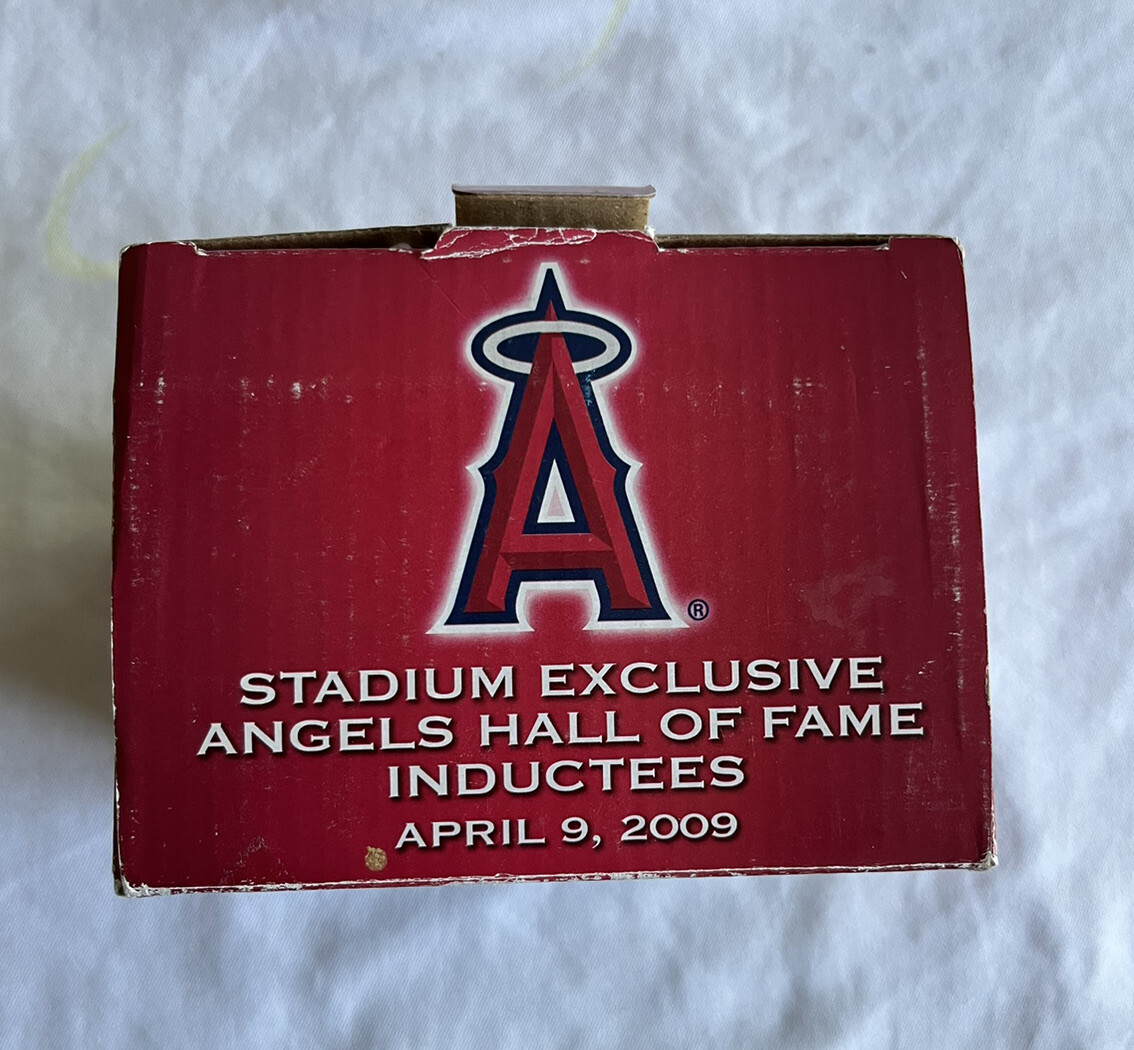 A®
STADIUM EXCLUSIVE
ANGELS HALL OF FAME
INDUCTEES
APRIL 9, 2009